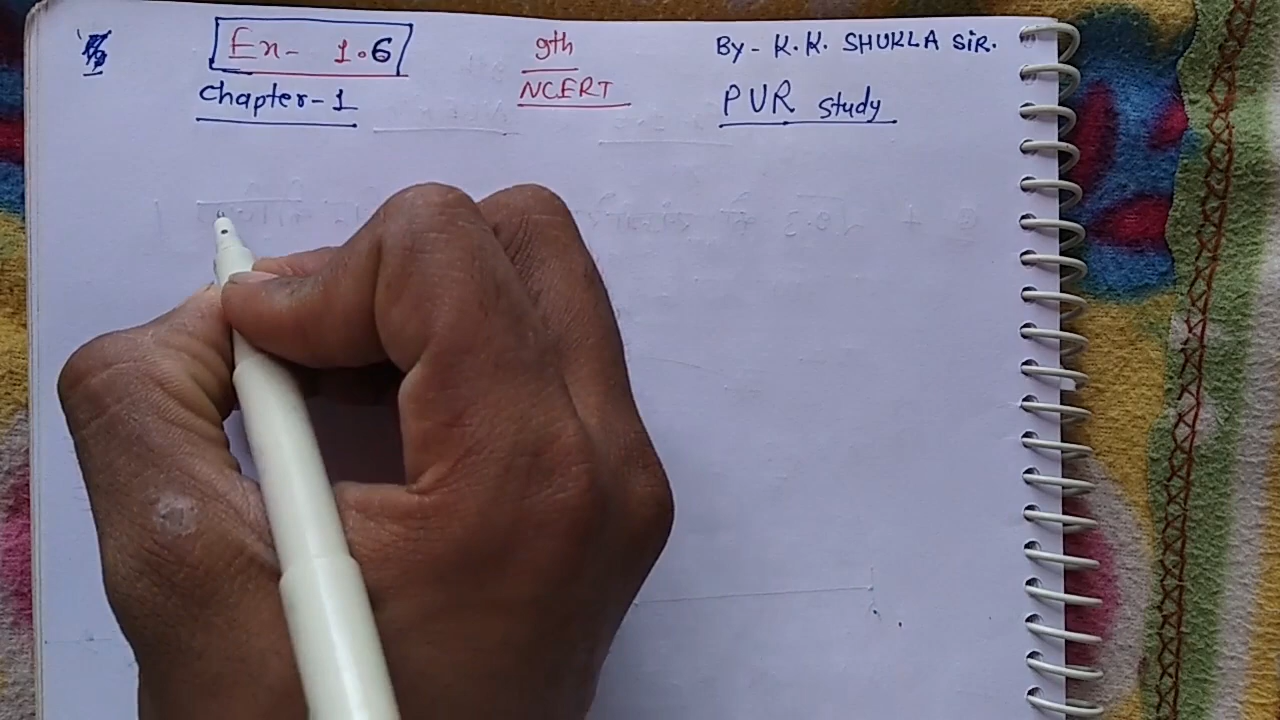 Ex- 1.6 9th By - K.K. SHUKLA SIR.
Chapter-1 NCERT PUR Study